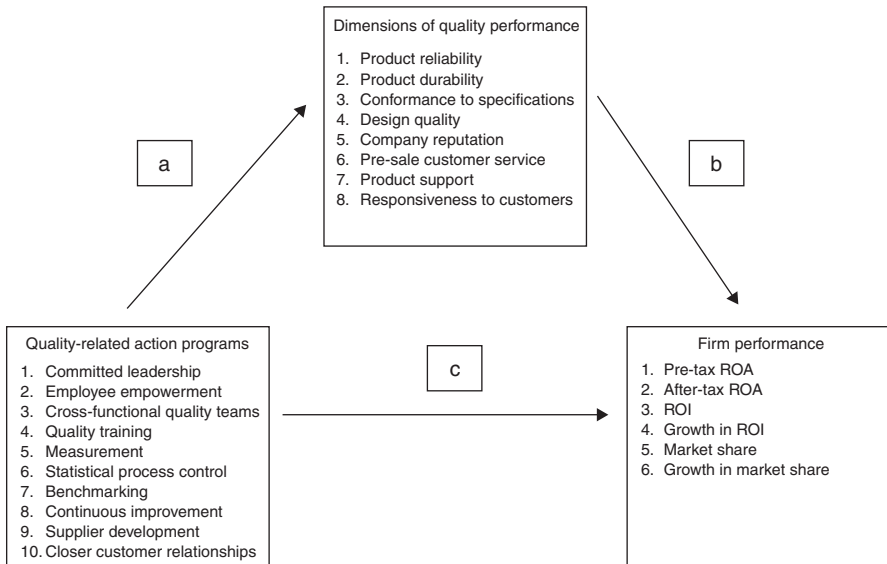 Dimensions of quality performance
1. Product reliability
2. Product durability
3. Conformance to specifications
4. Design quality
5. Company reputation
6. Pre-sale customer service
7. Product support
8. Responsiveness to customers
a
b
Quality-related action programs
1. Committed leadership
2. Employee empowerment
3. Cross-functional quality teams
4. Quality training
5. Measurement
6. Statistical process control
7. Benchmarking
8. Continuous improvement
9. Supplier development
10. Closer customer relationships
c
Firm performance
1. Pre-tax ROA
2. After-tax ROA
3. ROI
4. Growth in ROI
5. Market share
6. Growth in market share